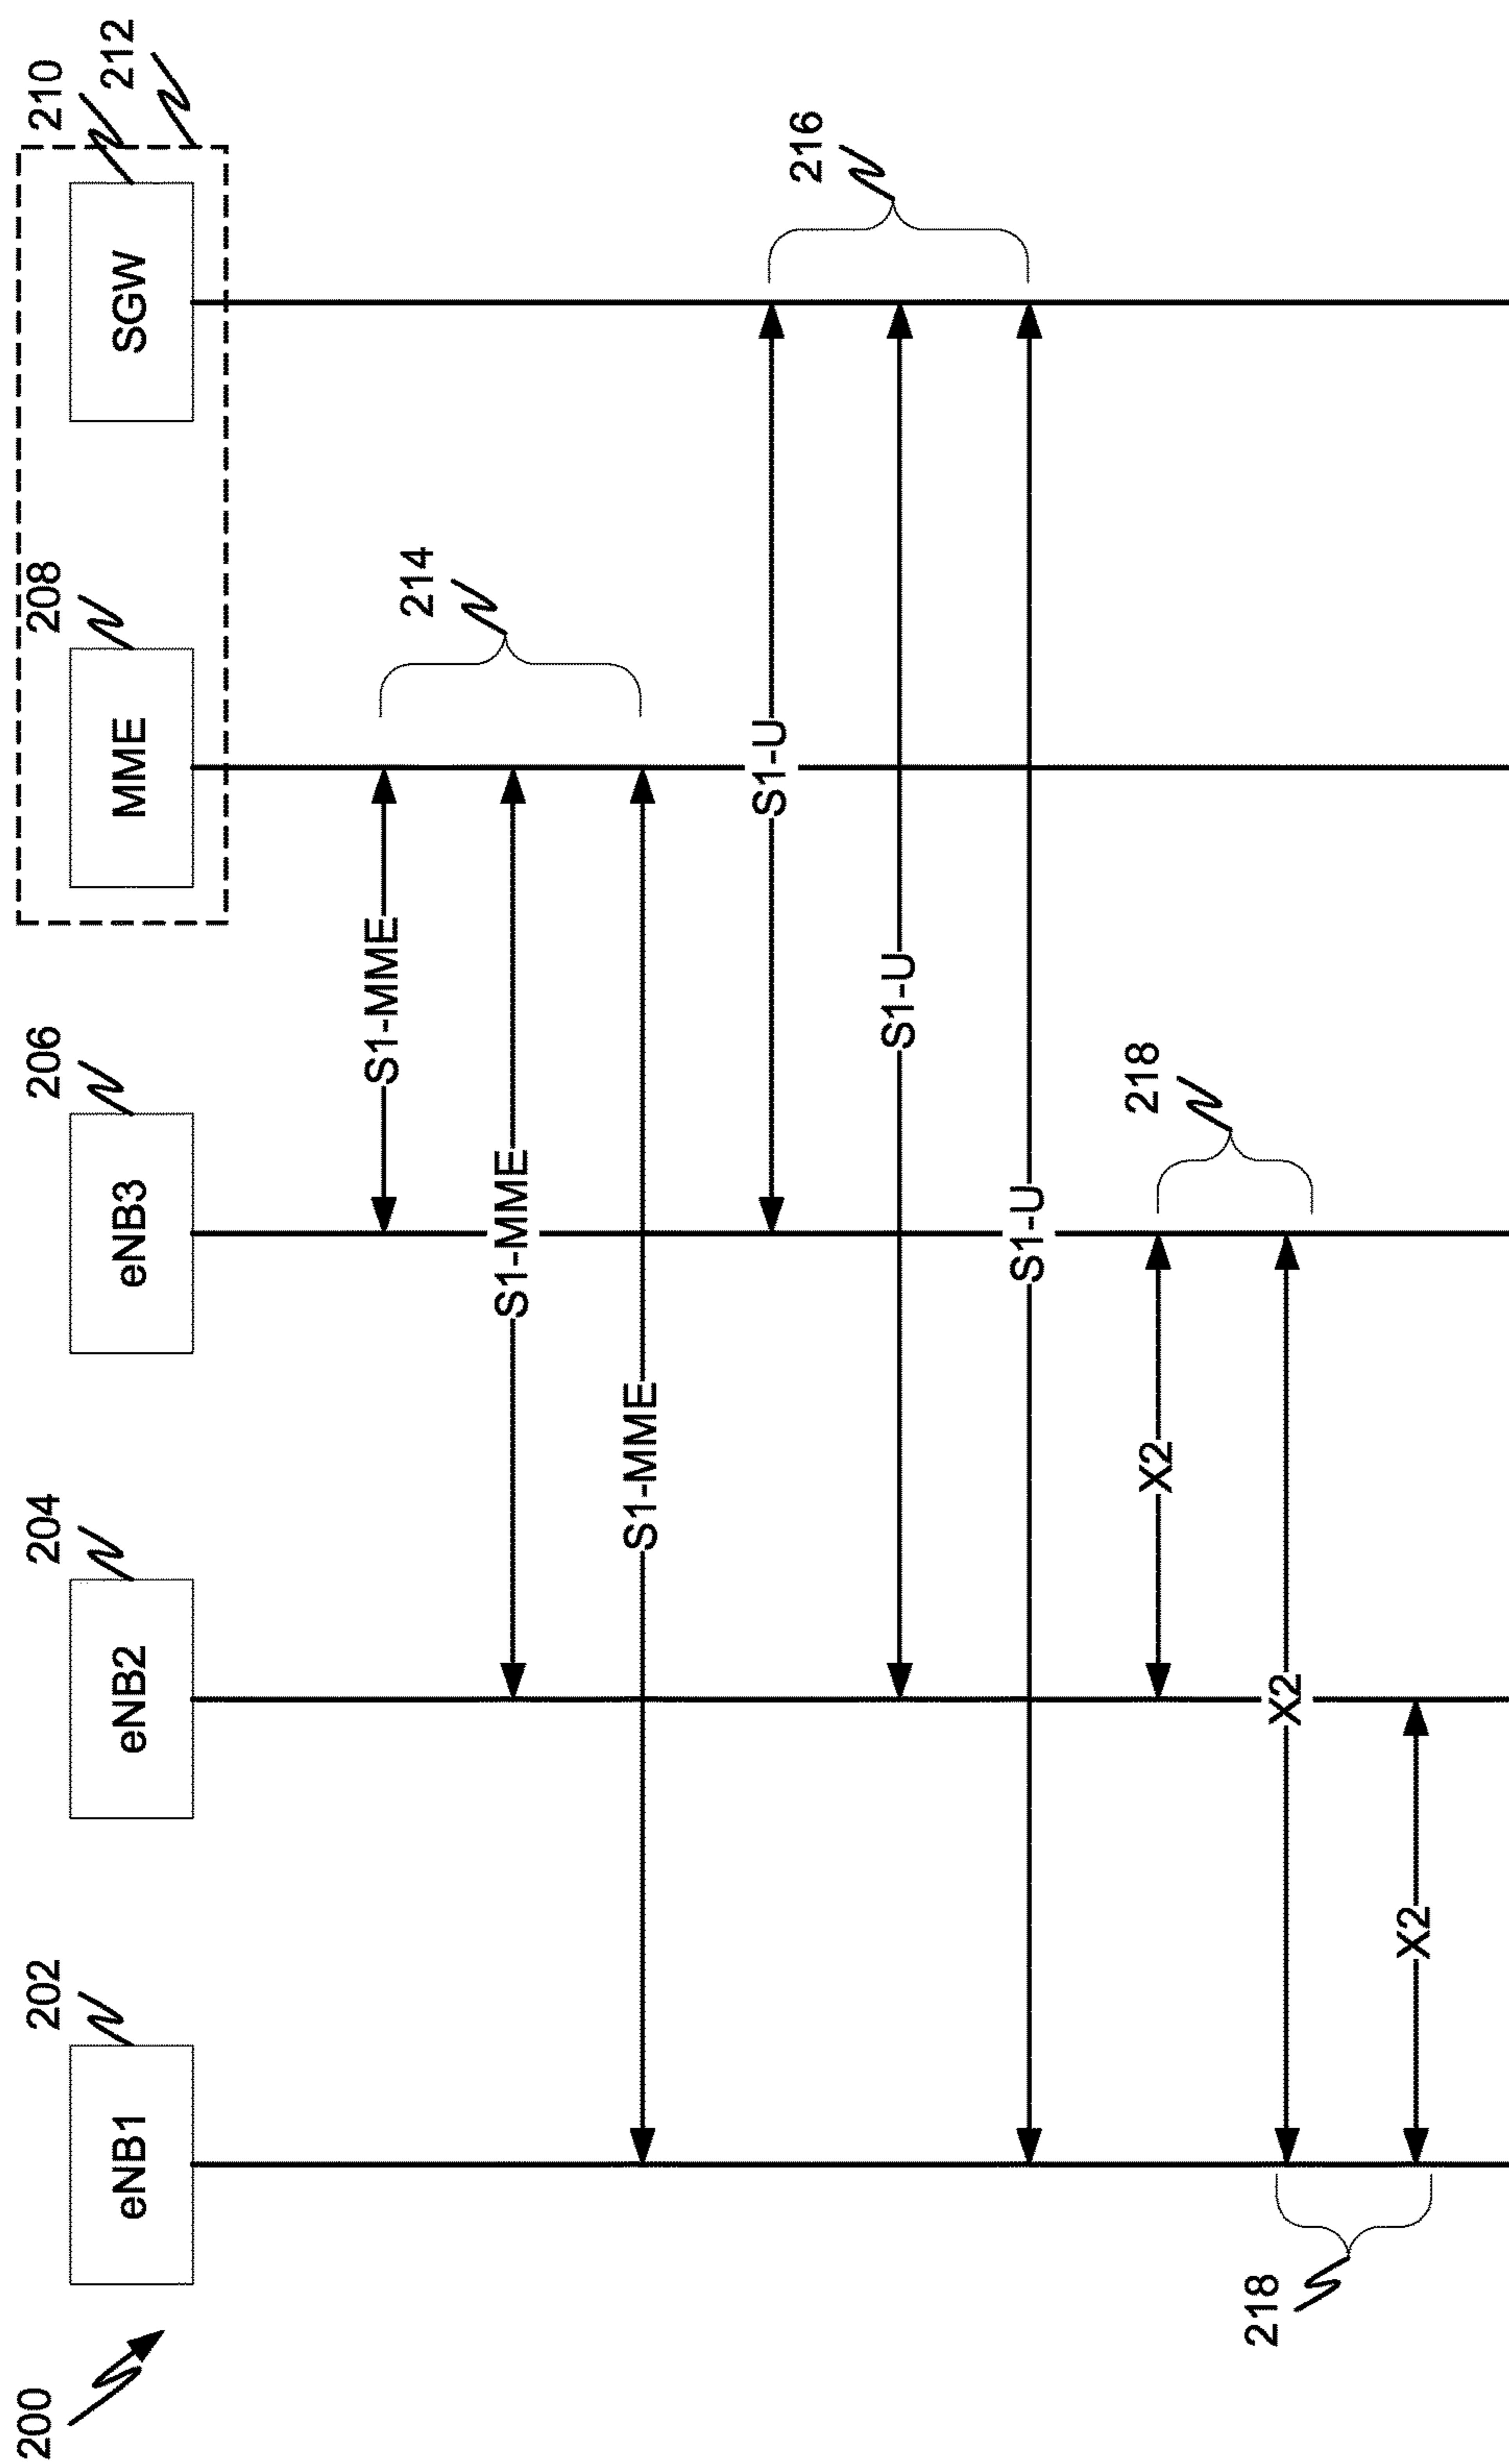 200
202
204
206
208
210
212
eNB1
eNB2
eNB3
MME
SGW
S1-MME
214
S1-MME
S1-MME
S1-U
216
S1-U
S1-U
X2
218
X2
218
X2